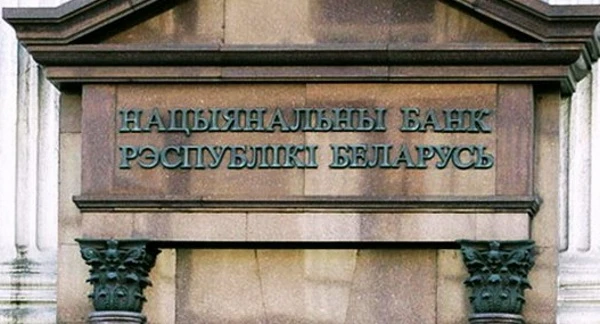 НАЦЫЯНАЛЬНЫ БАНК
РЭСПУБЛІКІ БЕЛАРУСЬ